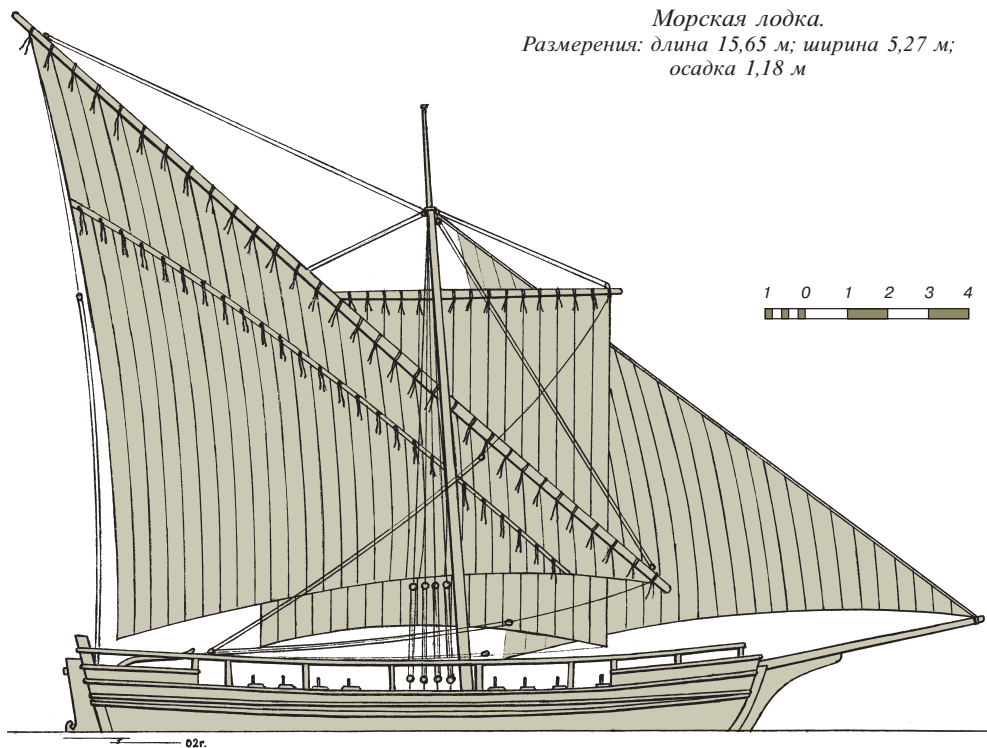 Морская лодка.
Размерения: длина 15,65 м; ширина 5,27 м;
осадка 1,18 м
1 0 1 2 3 4
02г.